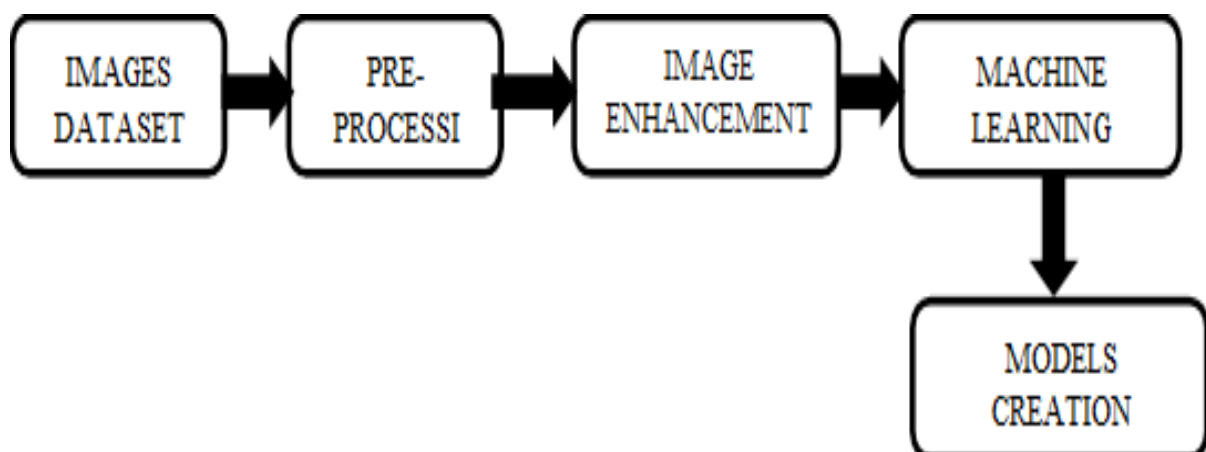 IMAGES
DATASET
PRE-
PROCESSI
IMAGE
ENHANCEMENT
MACHINE
LEARNING
MODELS
CREATION